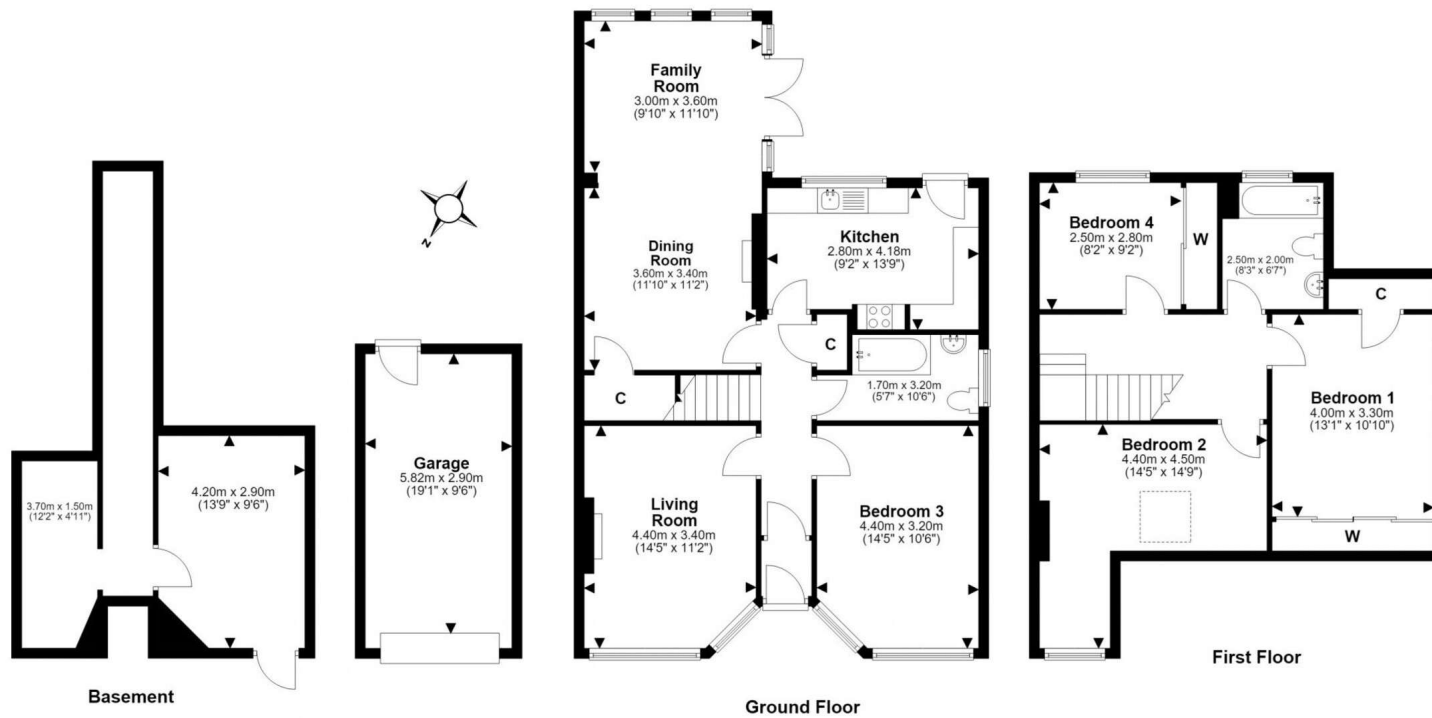 Family
Room
3.00m x 3.60m
(9'10" x 11'10")
Dining
Room
3.60m x 3.40m
(11'10" x 11'2")
Kitchen
2.80m x 4.18m
(9'2" x 13'9")
C
C
1.70m x 3.20m
(5'7" x 10'6")
Living
Room
4.40m x 3.40m
(14'5" x 11'2")
Bedroom 3
4.40m x 3.20m
(14'5" x 10'6")
Ground Floor
N
Garage
5.82m x 2.90m
(19'1" x 9'6")
3.70m x 1.50m
(12'2" x 4'11")
4.20m x 2.90m
(13'9" x 9'6")
Basement
Bedroom 4
2.50m x 2.80m
(8'2" x 9'2")
W
2.50m x 2.00m
(8'3" x 6'7")
C
Bedroom 1
4.00m x 3.30m
(13'1" x 10'10")
Bedroom 2
4.40m x 4.50m
(14'5" x 14'9")
W
First Floor